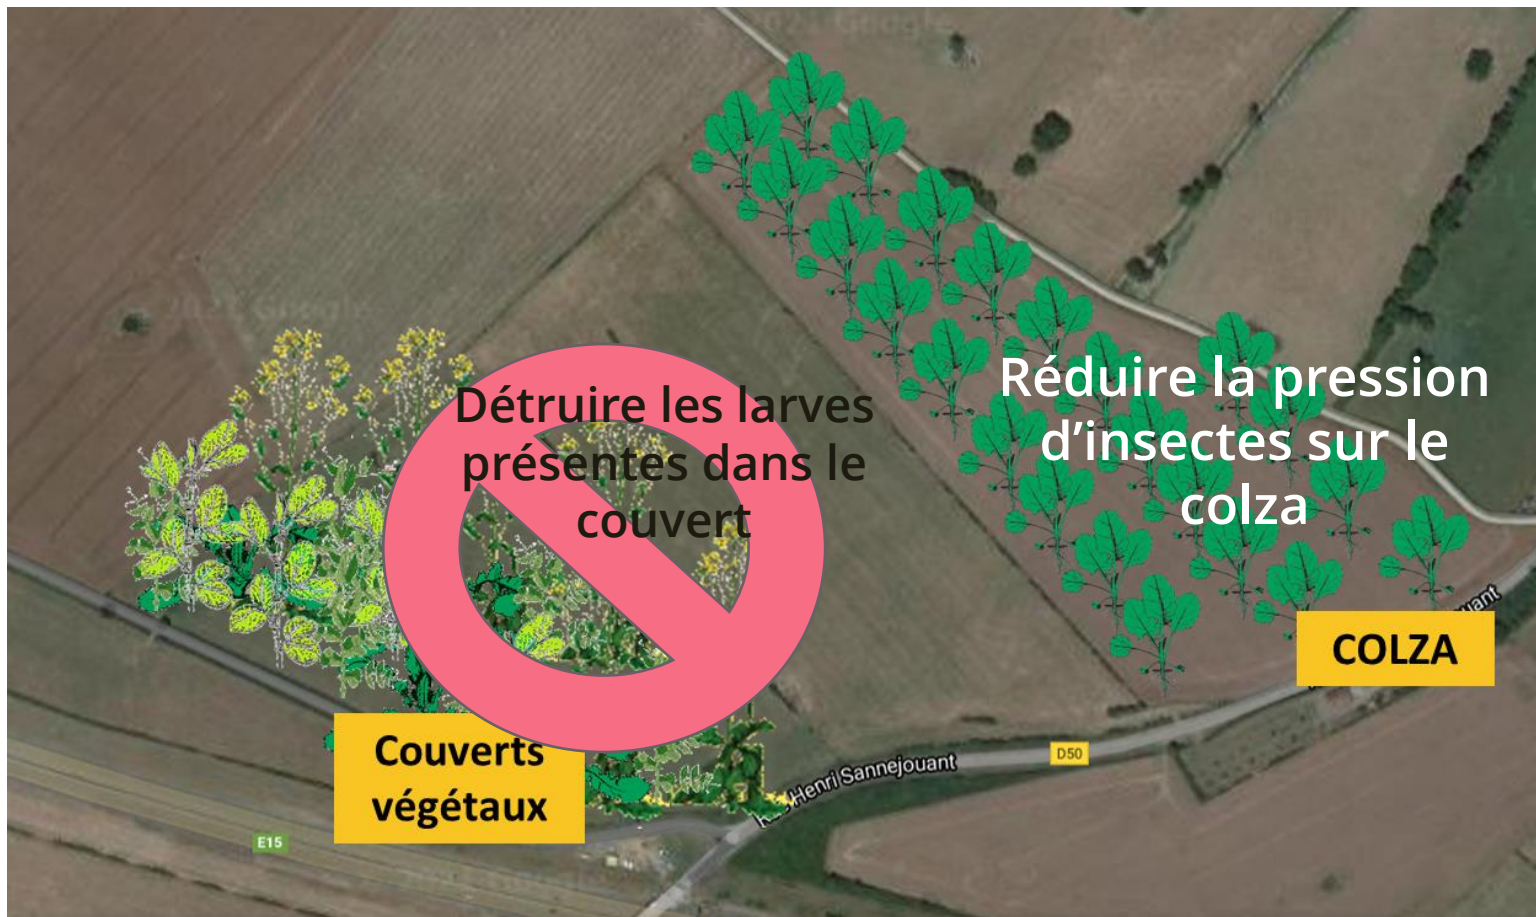 Détruire les larves
présentes dans le
couvert
Réduire la pression
d’insectes sur le
colza
COLZA
Couverts
végétaux
D50
Henri Sannejouant
E15